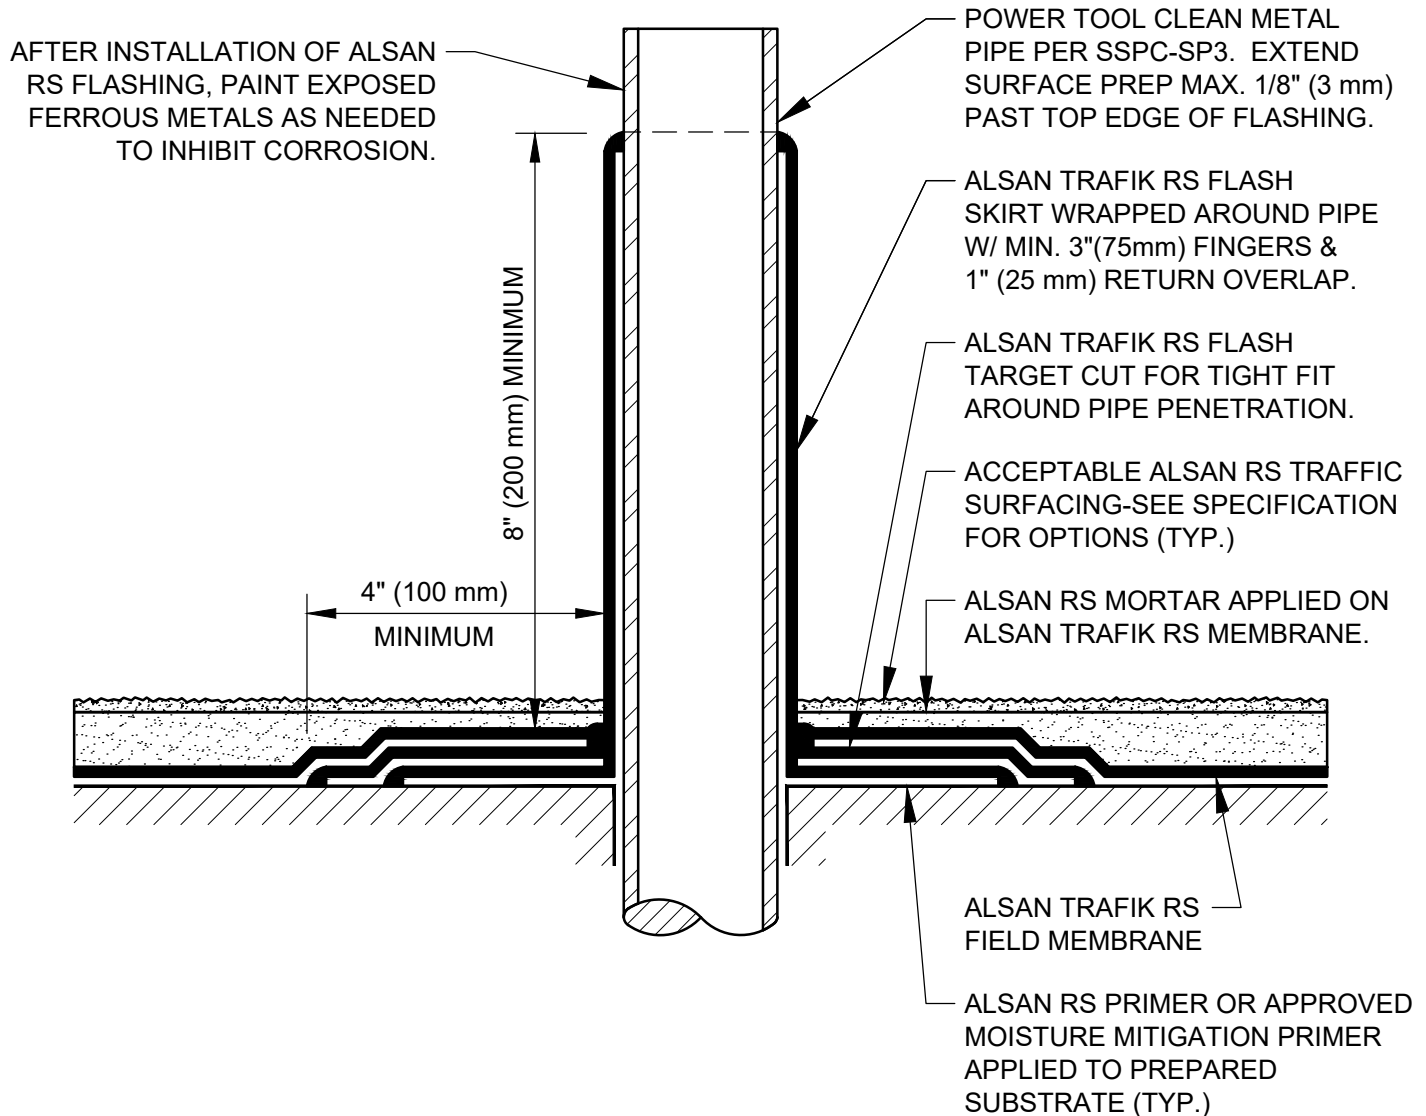 AFTER INSTALLATION OF ALSAN
RS FLASHING, PAINT EXPOSED
FERROUS METALS AS NEEDED
TO INHIBIT CORROSION.
POWER TOOL CLEAN METAL
PIPE PER SSPC-SP3.  EXTEND
SURFACE PREP MAX. 1/8" (3 mm)
PAST TOP EDGE OF FLASHING.
ALSAN TRAFIK RS FLASH
SKIRT WRAPPED AROUND PIPE
W/ MIN. 3"(75mm) FINGERS &
1" (25 mm) RETURN OVERLAP.
8" (200 mm) MINIMUM
ALSAN TRAFIK RS FLASH
TARGET CUT FOR TIGHT FIT
AROUND PIPE PENETRATION.
ACCEPTABLE ALSAN RS TRAFFIC
SURFACING-SEE SPECIFICATION
FOR OPTIONS (TYP.)
4" (100 mm)
MINIMUM
ALSAN RS MORTAR APPLIED ON
ALSAN TRAFIK RS MEMBRANE.
ALSAN TRAFIK RS
FIELD MEMBRANE
ALSAN RS PRIMER OR APPROVED
MOISTURE MITIGATION PRIMER
APPLIED TO PREPARED
SUBSTRATE (TYP.)